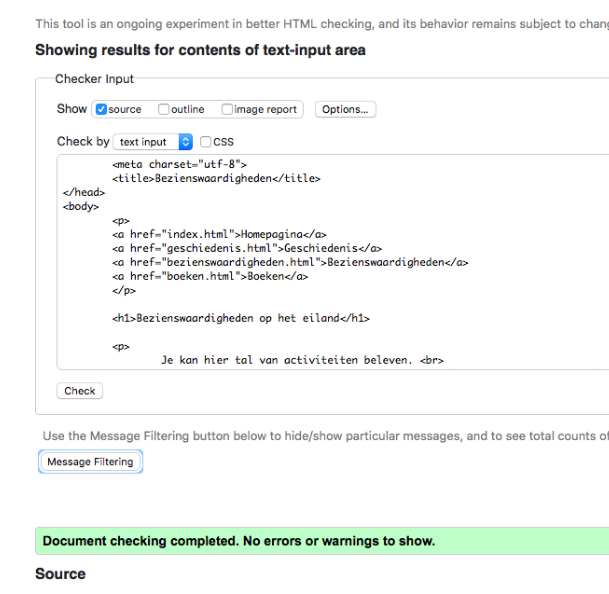 This tool is an ongoing experiment in better HTML checking, and its behavior remains subject to
Showing results for contents of text-input area
Checker Input
Show source outline image report Options...
Check by text input CSS
<meta charset="utf-8">
<title>Bezienswaardigheden</title>
</head>
<body>
<p>
<a href="index.html">Homepagina</a>
<a href="geschiedenis.html">Geschiedenis</a>
<a href="bezienswaardigheden.html">Bezienswaardigheden</a>
<a href="boeken.html">Boeken</a>
</p>
<h1>Bezienswaardigheden op het eiland</h1>
<p>
Je kan hier tal van activiteiten beleven. <br>
Check
Use the Message Filtering button below to hide/show particular messages, and to see total counts of
Message Filtering
Document checking completed. No errors or warnings to show.
Source